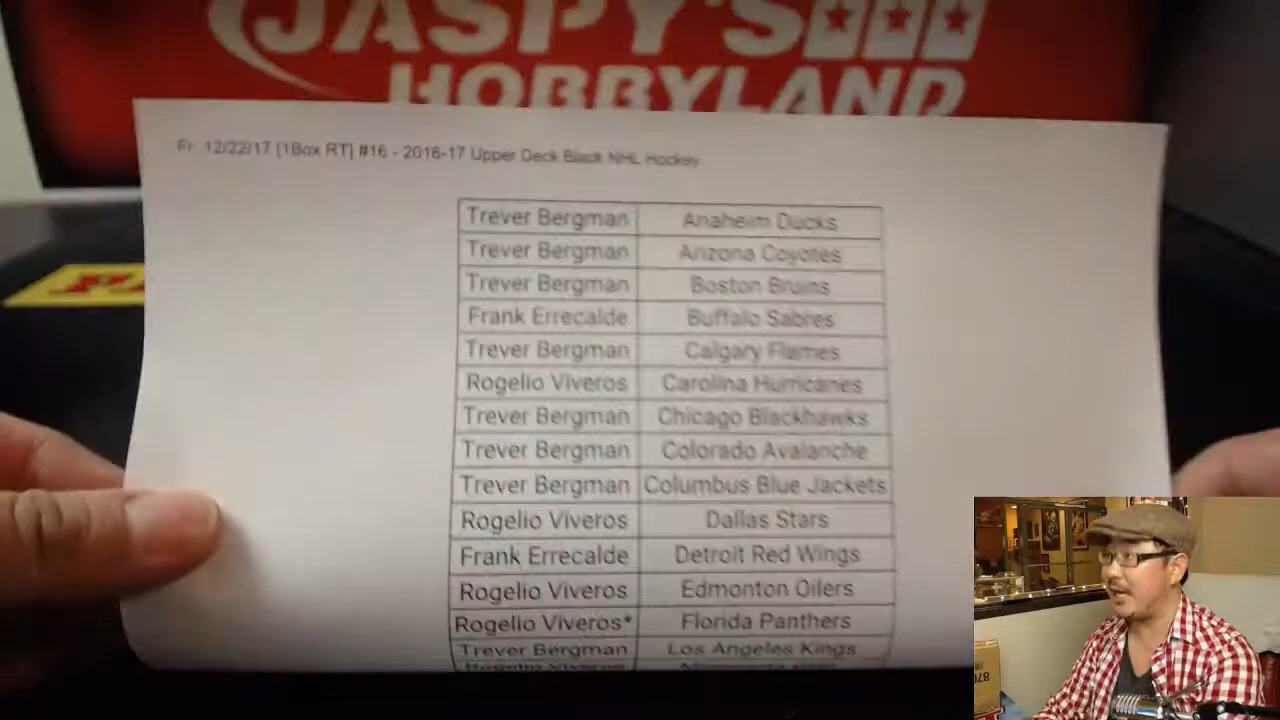 JASPY'S
HOBBYLAND
Fr. 12/22/17 [1Box RT] #16 - 2016-17 Upper Deck Black NHL Hockey
Trever Bergman Anaheim Ducks
Trever Bergman Arizona Coyotes
Trever Bergman Boston Bruins
Frank Errecalde Buffalo Sabres
Trever Bergman Calgary Flames
Rogelio Viveros Carolina Hurricanes
Trever Bergman Chicago Blackhawks
Trever Bergman Colorado Avalanche
Trever Bergman Columbus Blue Jackets
Rogelio Viveros Dallas Stars
Frank Errecalde Detroit Red Wings
Rogelio Viveros Edmonton Oilers
Rogelio Viveros* Florida Panthers
Trever Bergman Los Angeles Kings
Rogelio Viveros
870